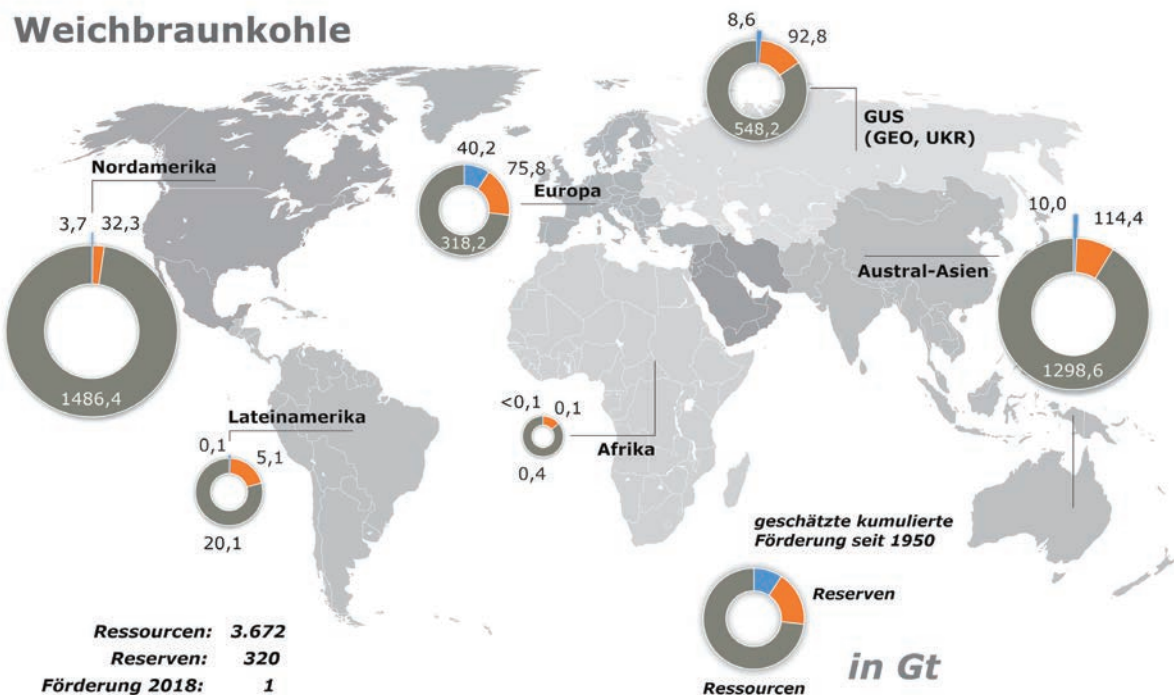 Weichbraunkohle
8,6
92,8
548,2
GUS
(GEO, UKR)
Nordamerika
3,7
32,3
1486,4
40,2
75,8
Europa
318,2
10,0
114,4
Austral-Asien
1298,6
Lateinamerika
0,1
5,1
20,1
<0,1
0,1
Afrika
0,4
geschätzte kumulierte
Förderung seit 1950
Reserven
Ressourcen
in Gt
Ressourcen: 3.672
Reserven: 320
Förderung 2018: 1